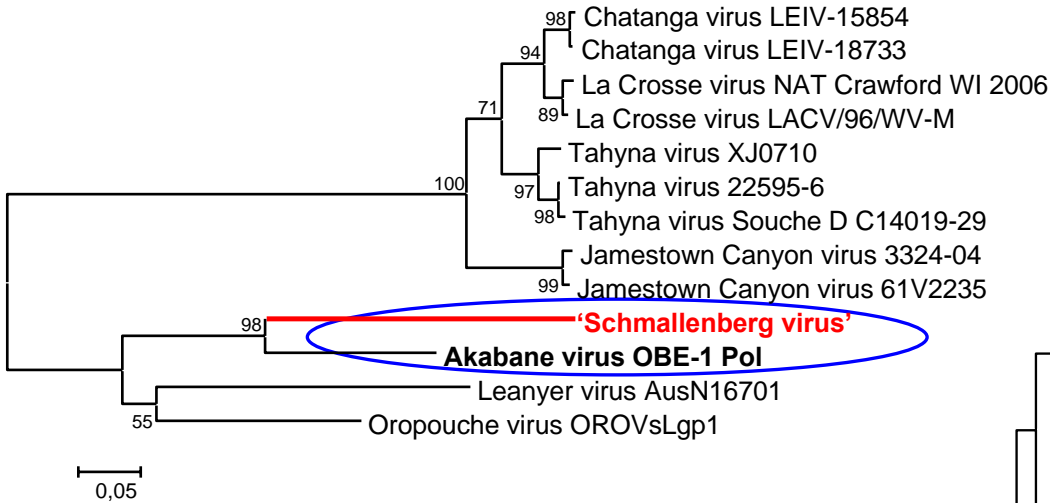 98
Chatanga virus LEIV-15854
Chatanga virus LEIV-18733
94
La Crosse virus NAT Crawford WI 2006
89
La Crosse virus LACV/96/WV-M
71
Tahyna virus XJ0710
100
97
Tahyna virus 22595-6
98
Tahyna virus Souche D C14019-29
Jamestown Canyon virus 3324-04
99
Jamestown Canyon virus 61V2235
98
‘Schmallenberg virus’
Akabane virus OBE-1 Pol
Leanyer virus AusN16701
55
Oropouche virus OROVsLgp1
0,05